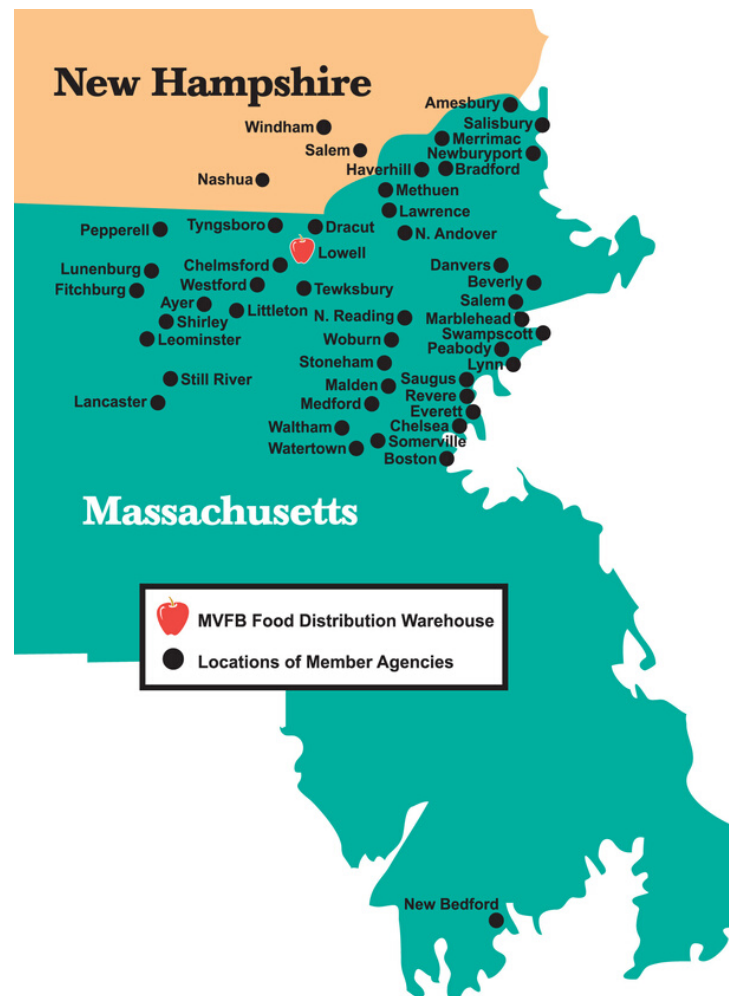 New Hampshire
Amesbury
Salisbury
Windham
Merrimac
Salem
Newburyport
Haverhill
Bradford
Nashua
Methuen
Lawrence
Pepperell
Tyngsboro
Dracut
N. Andover
Lowell
Lunenburg
Chelmsford
Danvers
Fitchburg
Westford
Tewksbury
Beverly
Ayer
Littleton
Salem
Shirley
N. Reading
Marblehead
Leominster
Woburn
Swampscott
Peabody
Stoneham
Lynn
Still River
Malden
Saugus
Lancaster
Medford
Revere
Everett
Waltham
Chelsea
Somerville
Watertown
Boston
Massachusetts
MVFB Food Distribution Warehouse
Locations of Member Agencies
New Bedford